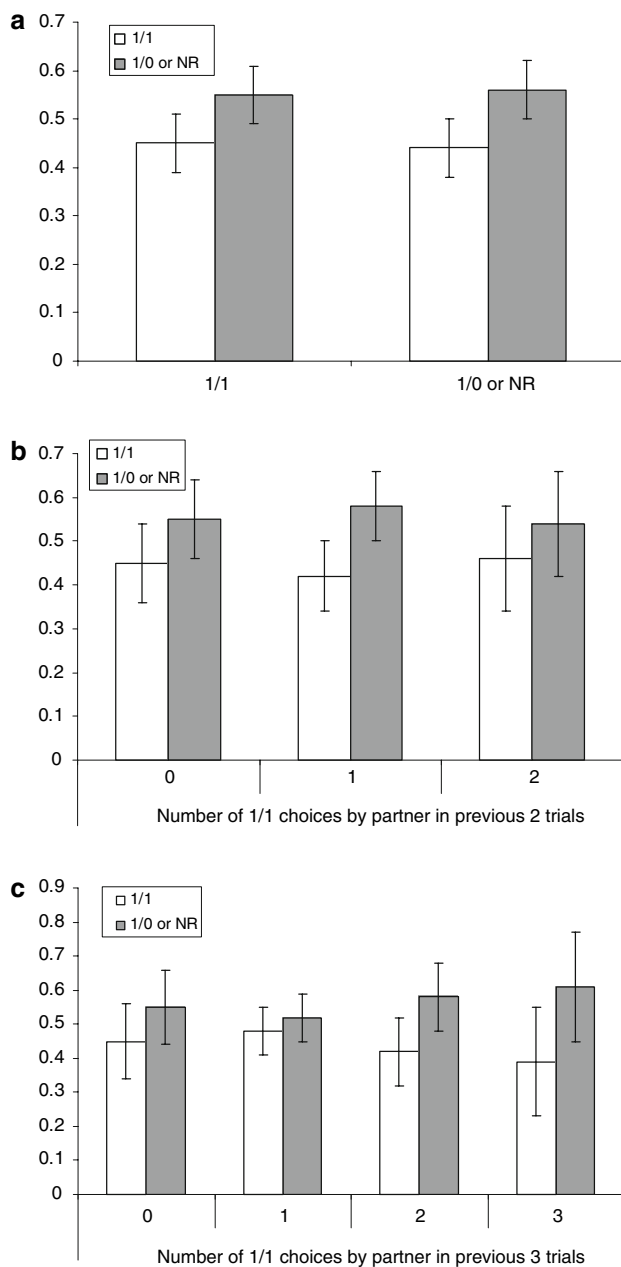 a
1/1
1/0 or NR
0.7
0.6
0.5
0.4
0.3
0.2
0.1
0
1/1 1/0 or NR
b
1/1
1/0 or NR
0.7
0.6
0.5
0.4
0.3
0.2
0.1
0
0 1 2
Number of 1/1 choices by partner in previous 2 trials
c
1/1
1/0 or NR
0.9
0.8
0.7
0.6
0.5
0.4
0.3
0.2
0.1
0
0 1 2 3
Number of 1/1 choices by partner in previous 3 trials